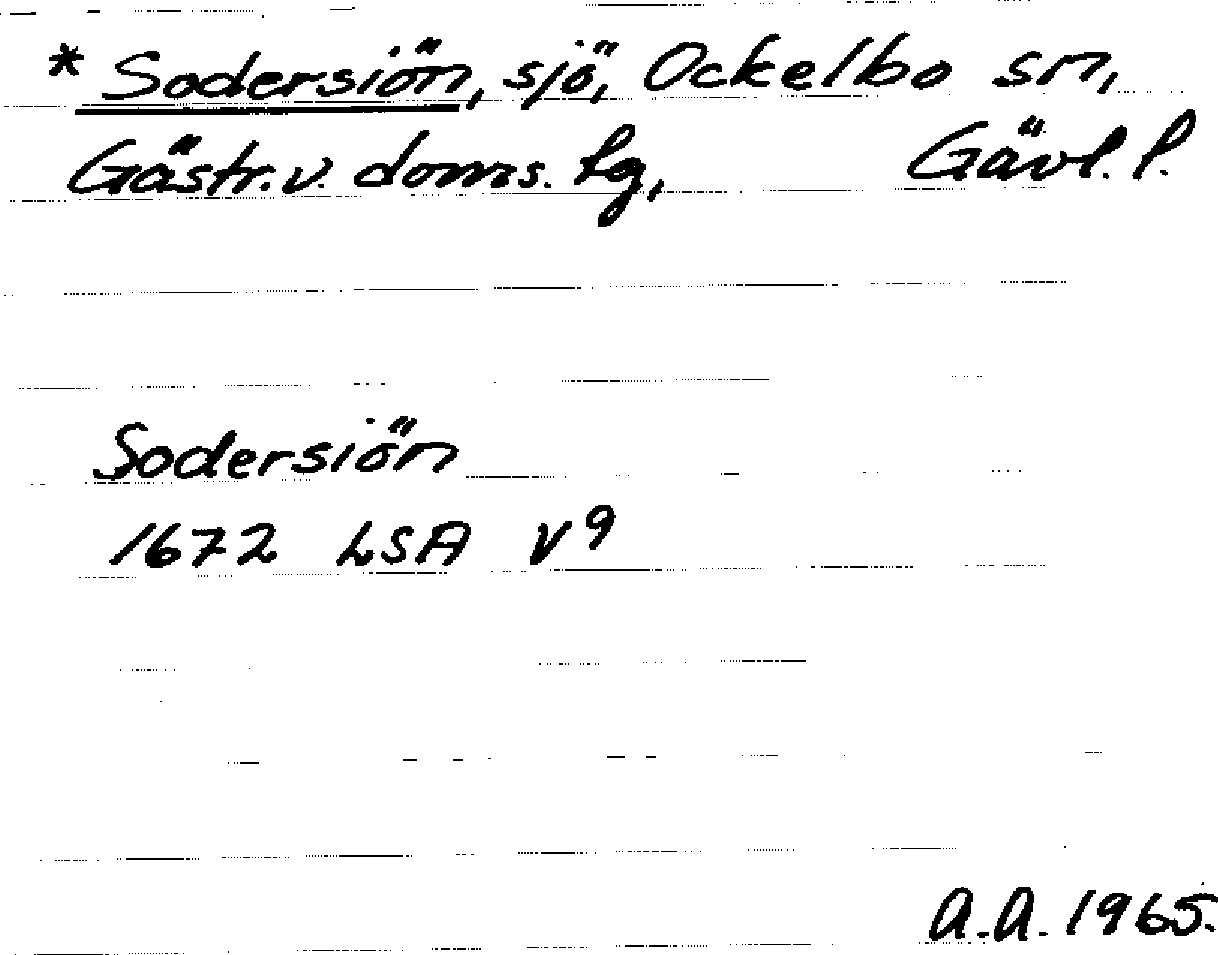 * Sodersiön, sjö, Ockelbo sn,
Gästr. v. doms. lg, Gävl. l.
Sodersiön
1672 LSA V9
A.A. 1965.